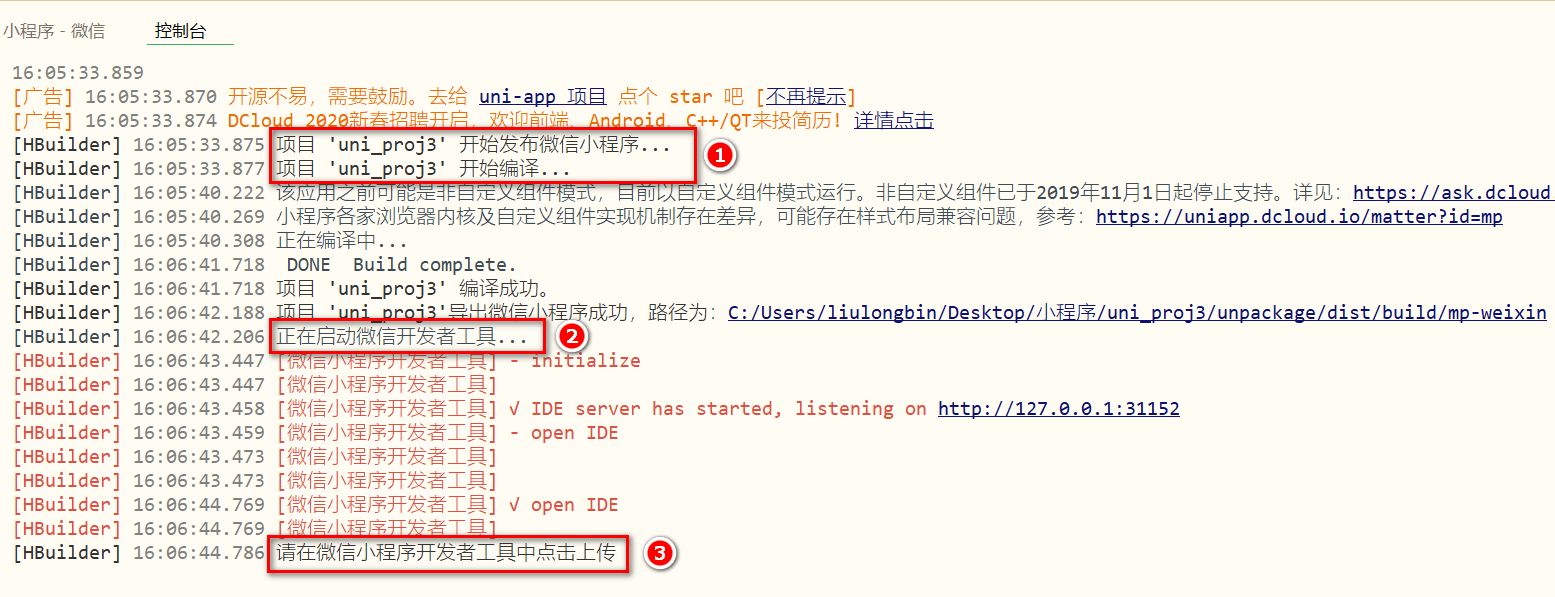 小程序 - 微信 控制台
16:05:33.859
[广告] 16:05:33.870 开源不易，需要鼓励。去给 uni-app 项目 点个 star 吧 [不再提示]
[广告] 16:05:33.874 DCloud 2020新春招聘开启，欢迎前端、Android、C++/QT来投简历！详情点击
[HBuilder] 16:05:33.875 项目 'uni_proj3' 开始发布微信小程序...
1
[HBuilder] 16:05:33.877 项目 'uni_proj3' 开始编译...
[HBuilder] 16:05:40.222 该应用之前可能是非自定义组件模式，目前以自定义组件模式运行。非自定义组件已于2019年11月1日起停止支持。详见：https://ask.dcloud
[HBuilder] 16:05:40.269 小程序各家浏览器内核及自定义组件实现机制存在差异，可能存在样式布局兼容问题，参考：https://uniapp.dcloud.io/matter?id=mp
[HBuilder] 16:05:40.308 正在编译中...
[HBuilder] 16:06:41.718  DONE  Build complete.
[HBuilder] 16:06:41.718 项目 'uni_proj3' 编译成功。
[HBuilder] 16:06:42.188 项目 'uni_proj3'导出微信小程序成功，路径为：C:/Users/liulongbin/Desktop/小程序/uni_proj3/unpackage/dist/build/mp-weixin
[HBuilder] 16:06:42.206 正在启动微信开发者工具... 2
[HBuilder] 16:06:43.447 [微信小程序开发者工具] - initialize
[HBuilder] 16:06:43.447 [微信小程序开发者工具]
[HBuilder] 16:06:43.458 [微信小程序开发者工具] √ IDE server has started, listening on http://127.0.0.1:31152
[HBuilder] 16:06:43.459 [微信小程序开发者工具] - open IDE
[HBuilder] 16:06:43.473 [微信小程序开发者工具]
[HBuilder] 16:06:43.473 [微信小程序开发者工具]
[HBuilder] 16:06:44.769 [微信小程序开发者工具] √ open IDE
[HBuilder] 16:06:44.769 [微信小程序开发者工具]
[HBuilder] 16:06:44.786 请在微信小程序开发者工具中点击上传 3